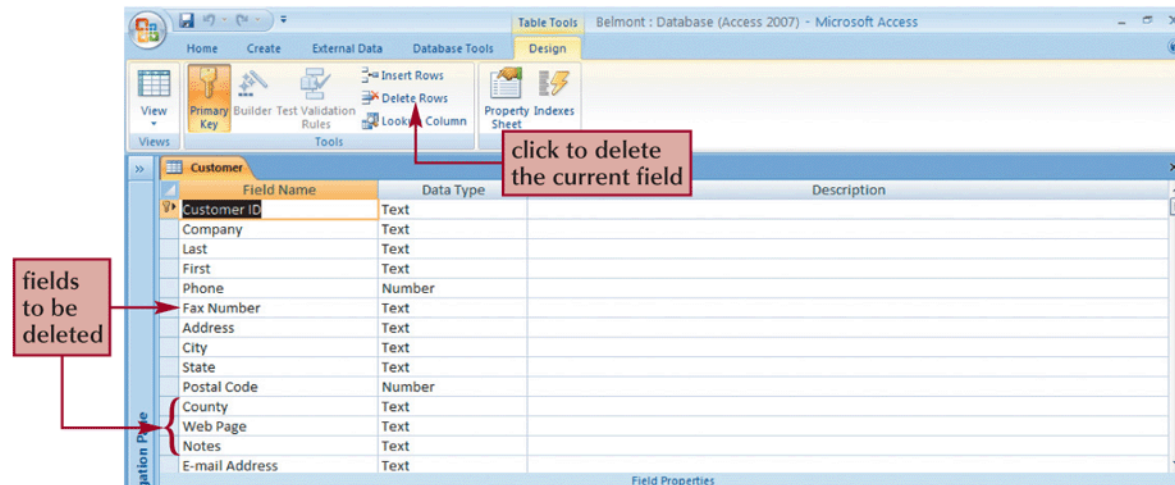 Table Tools Belmont : Database (Access 2007) - Microsoft Access
Home Create External Data Database Tools Design
View
Views
Primary Key
Builder
Test Validation Rules
Insert Rows
Delete Rows
Lookup Column
Tools
Property Sheet
Indexes
click to delete
the current field
Customer
Field Name Data Type Description
Customer ID Text
Company Text
Last Text
First Text
Phone Number
Fax Number Text
Address Text
City Text
State Text
Postal Code Number
County Text
Web Page Text
Notes Text
E-mail Address Text
Field Properties
fields
to be
deleted